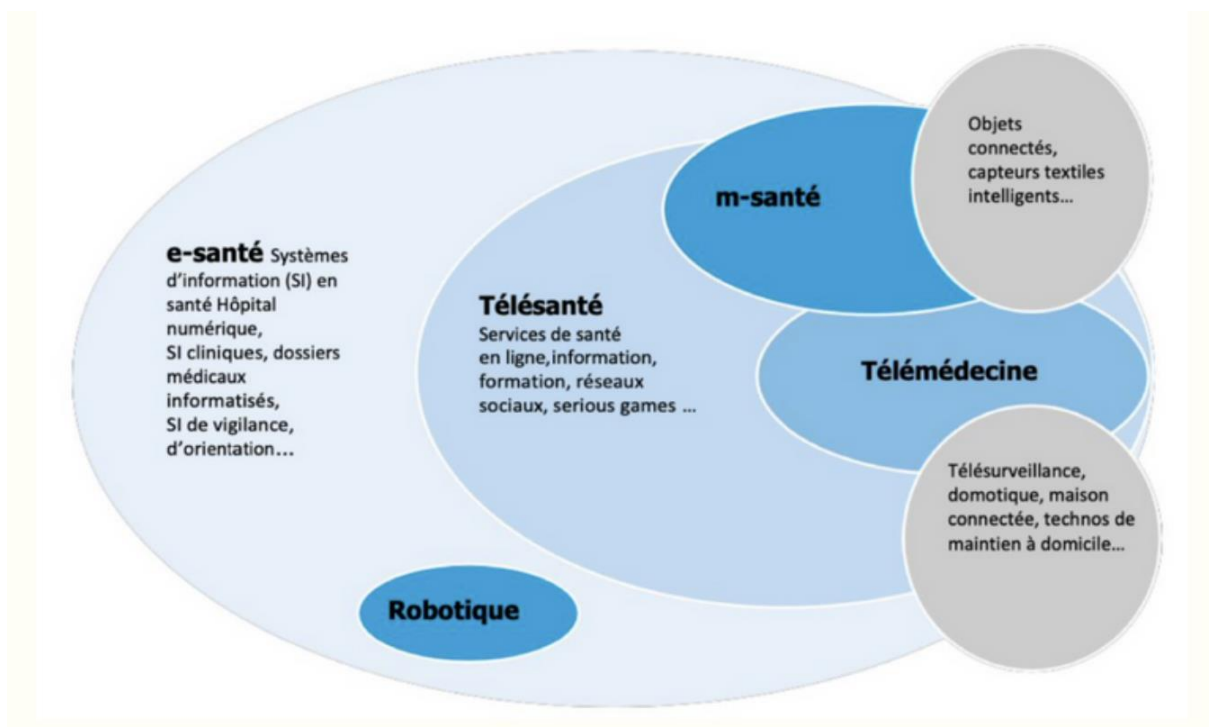 e-santé Systèmes
d'information (SI) en
santé Hôpital
numérique,
SI cliniques, dossiers
médicaux
informatisés,
SI de vigilance,
d'orientation...
Télésanté
Services de santé
en ligne, information,
formation, réseaux
sociaux, serious games ...
m-santé
Objets
connectés,
capteurs textiles
intelligents...
Télémédecine
Télésurveillance,
domotique, maison
connectée, technos de
maintien à domicile...
Robotique